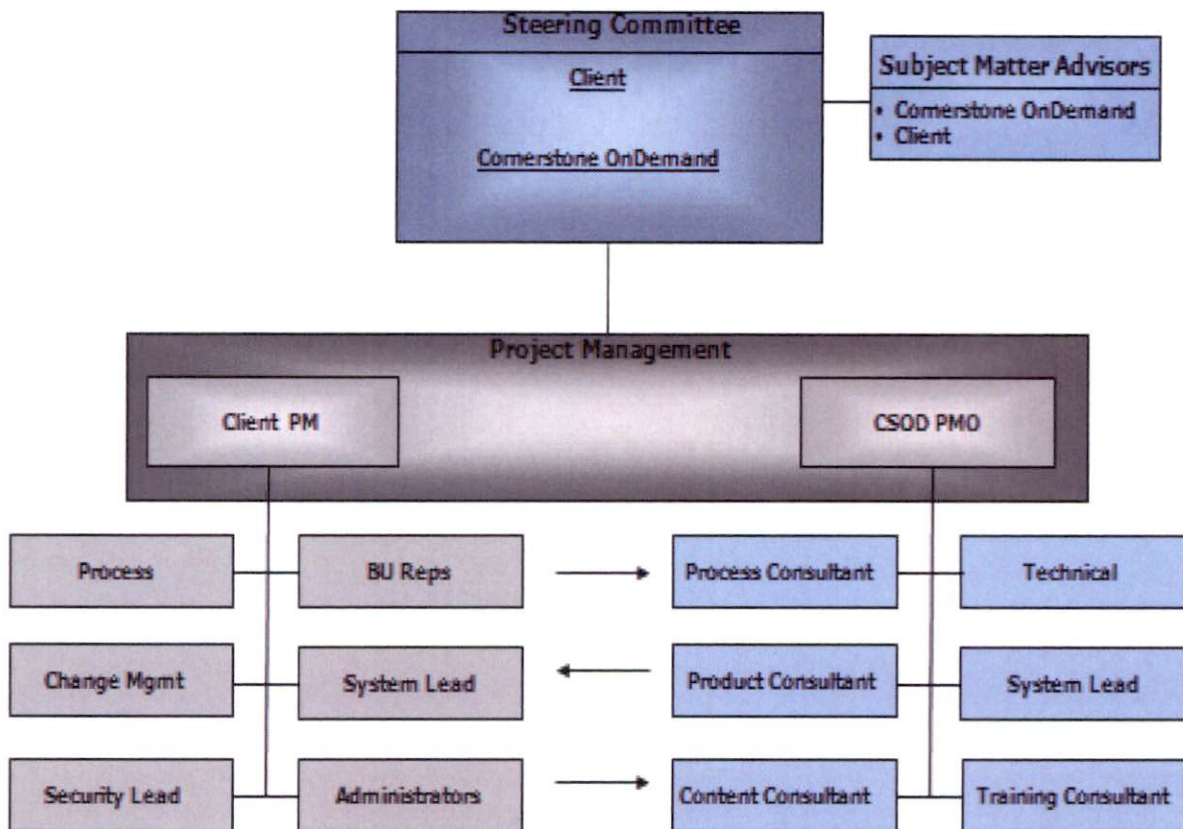 Steering Committee
Client
Cornerstone OnDemand
Subject Matter Advisors
• Cornerstone OnDemand
• Client
Project Management
Client PM
CSOD PMO
Process
BU Reps
Process Consultant
Technical
Change Mgmt
System Lead
Product Consultant
System Lead
Security Lead
Administrators
Content Consultant
Training Consultant